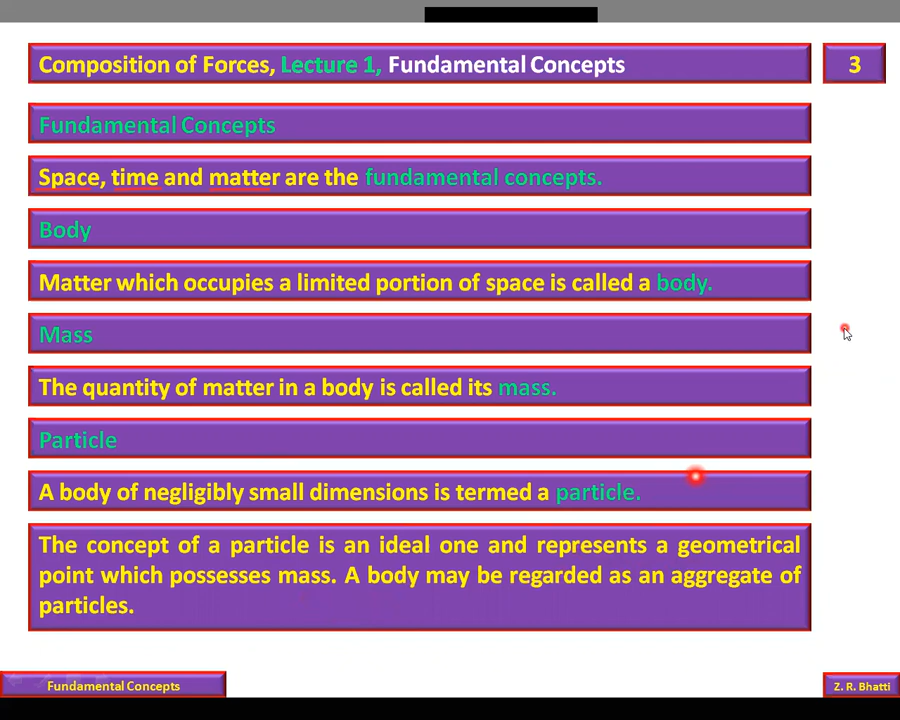 Composition of Forces, Lecture 1, Fundamental Concepts
3
Fundamental Concepts
Space, time and matter are the fundamental concepts.
Body
Matter which occupies a limited portion of space is called a body.
Mass
The quantity of matter in a body is called its mass.
Particle
A body of negligibly small dimensions is termed a particle.
The concept of a particle is an ideal one and represents a geometrical
point which possesses mass. A body may be regarded as an aggregate of
particles.
Fundamental Concepts
Z. R. Bhatti